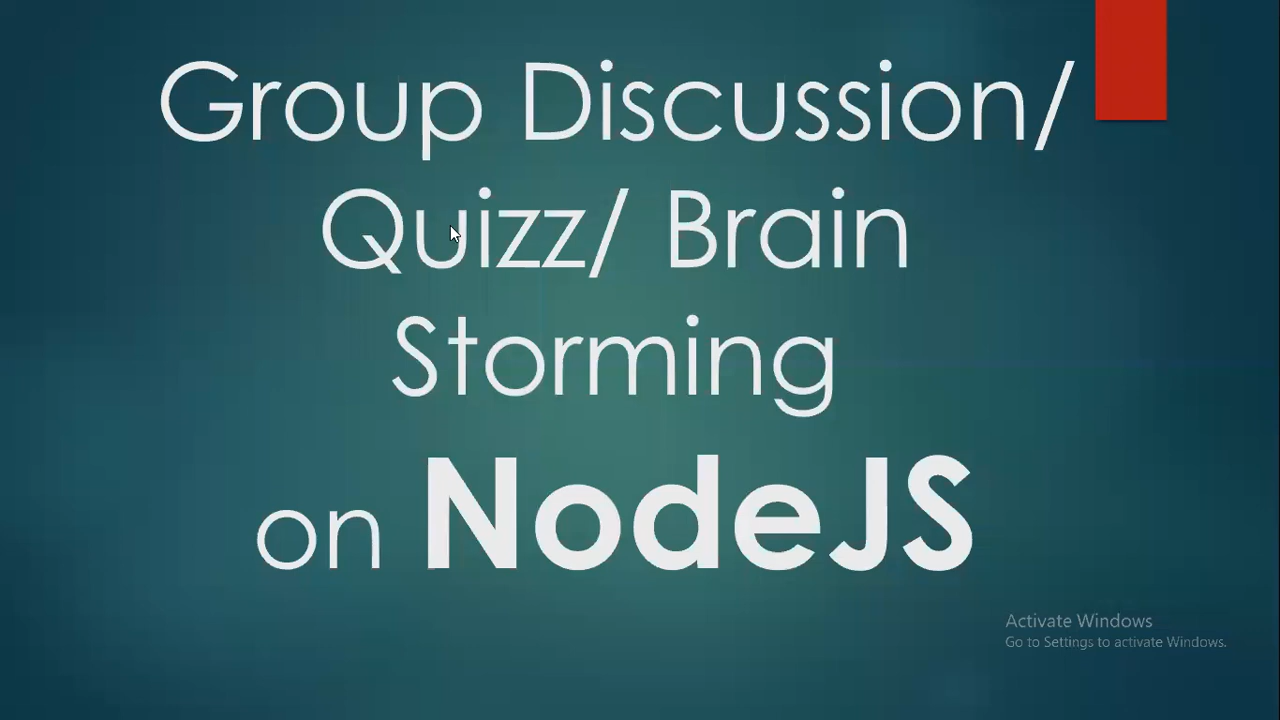 Group Discussion/
Quizz/ Brain
Storming
on NodeJS
Activate Windows
Go to Settings to activate Windows.